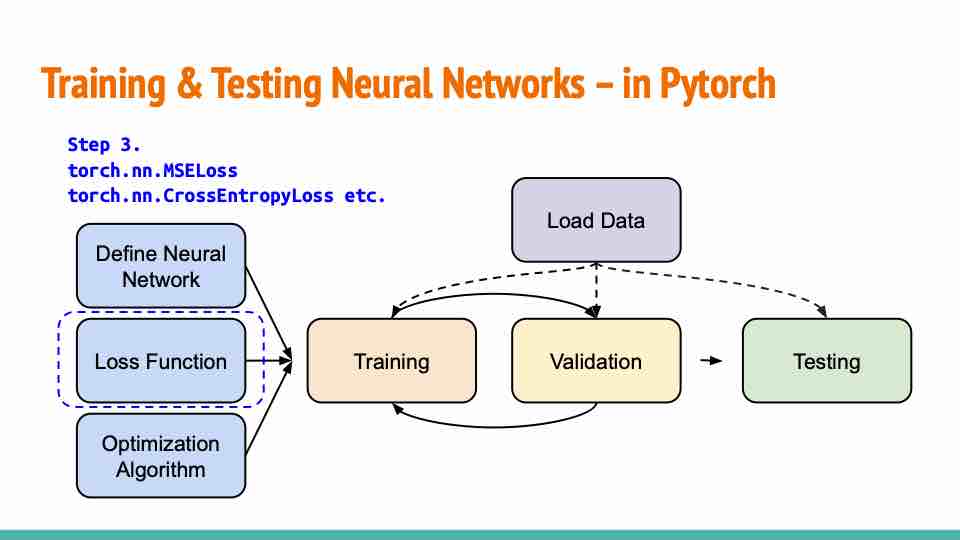 Training & Testing Neural Networks – in Pytorch
Step 3.
torch.nn.MSELoss
torch.nn.CrossEntropyLoss etc.
Load Data
Define Neural
Network
Loss Function
Training
Validation
Testing
Optimization
Algorithm